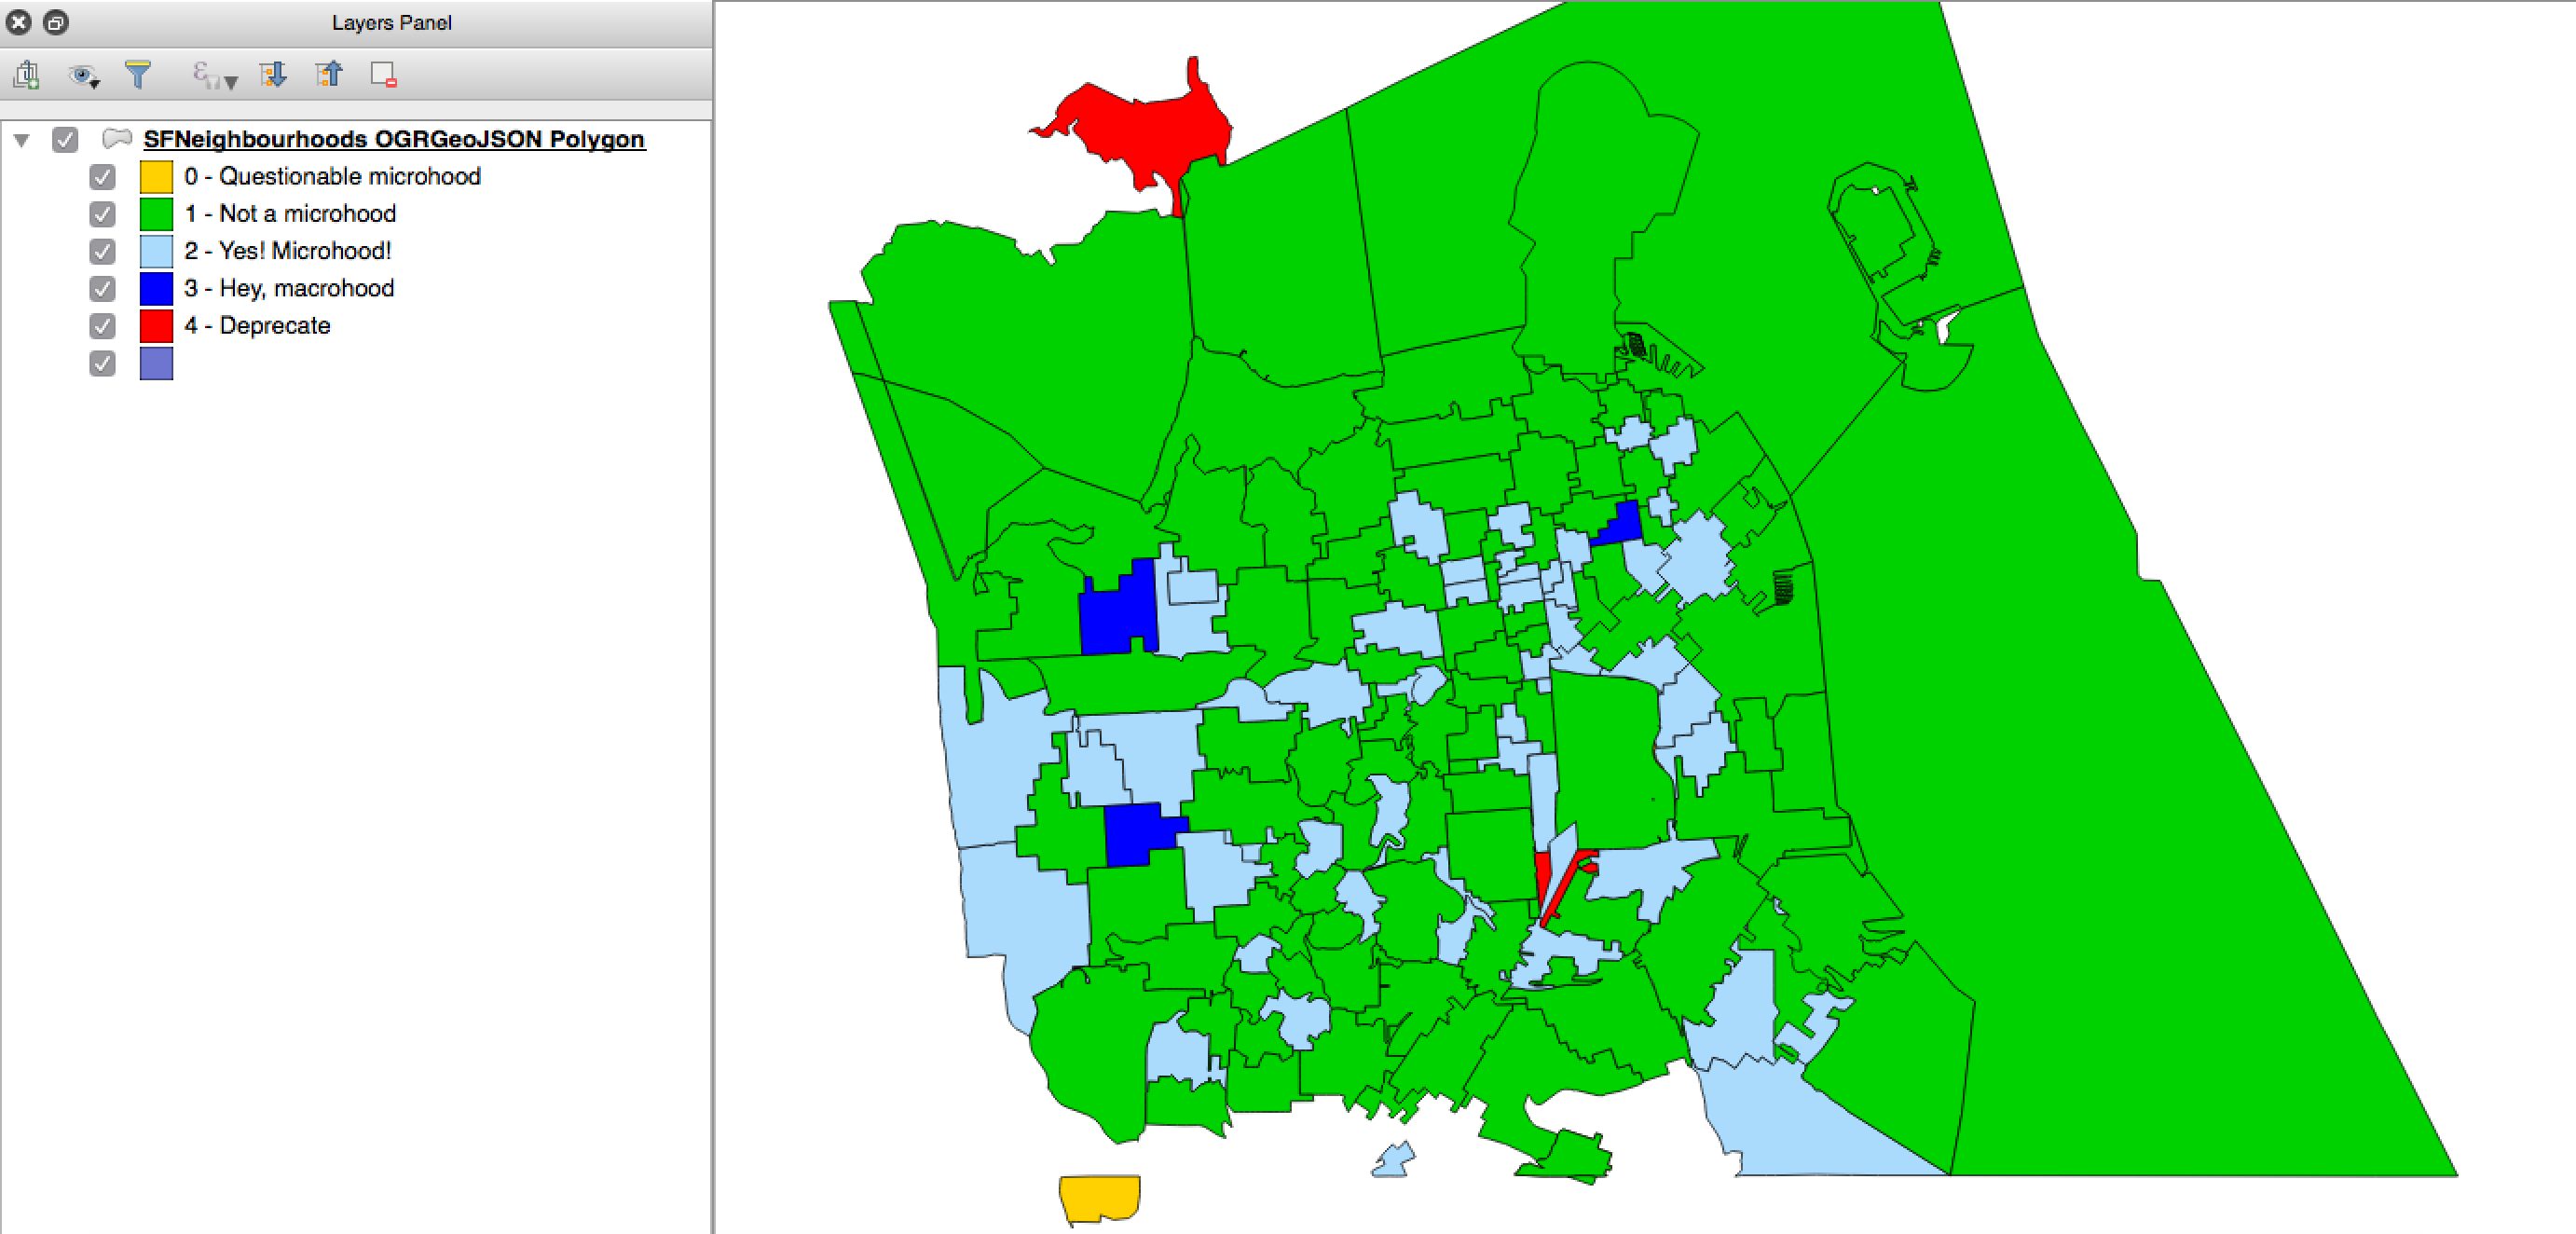 Layers Panel
SFNeighbourhoods OGRGeoJSON Polygon
0 - Questionable microhood
1 - Not a microhood
2 - Yes! Microhood!
3 - Hey, macrohood
4 - Deprecate